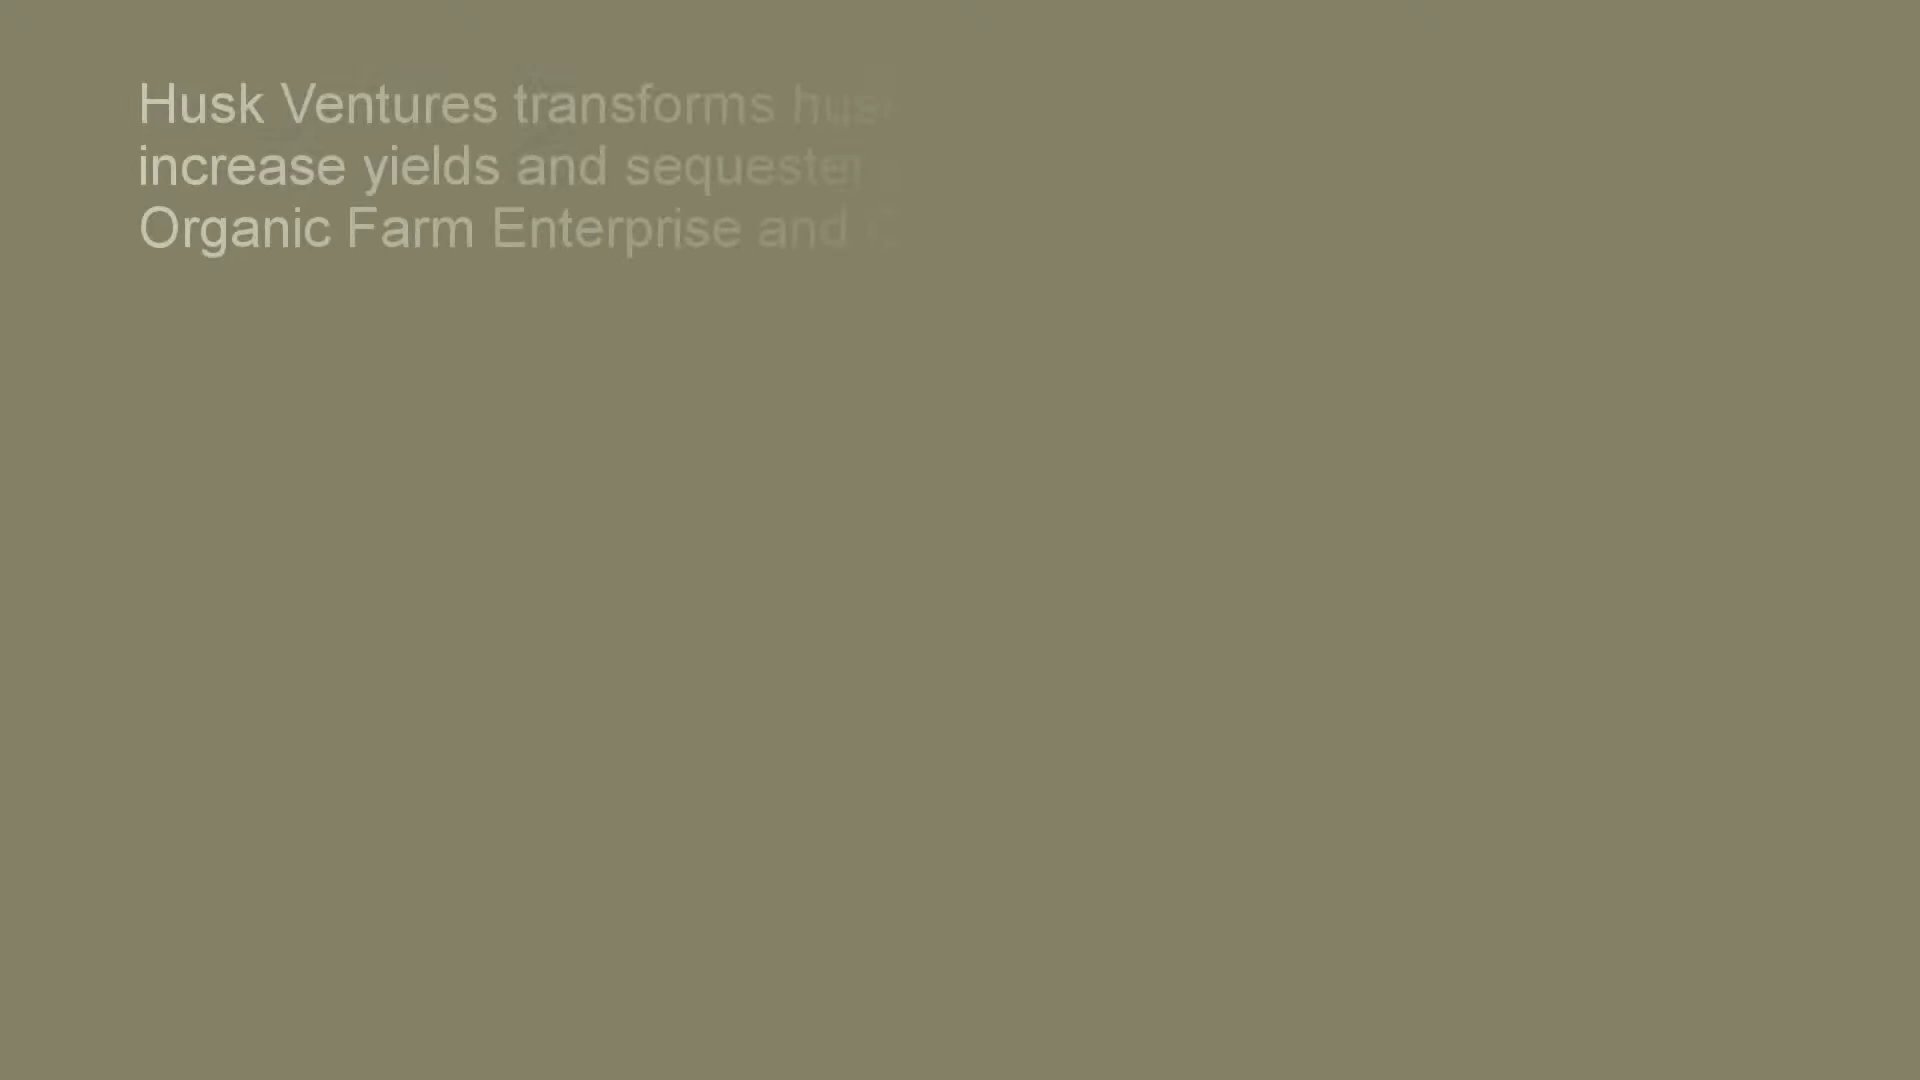 Husk Ventures transforms
increase yields and sequester
Organic Farm Enterprise and